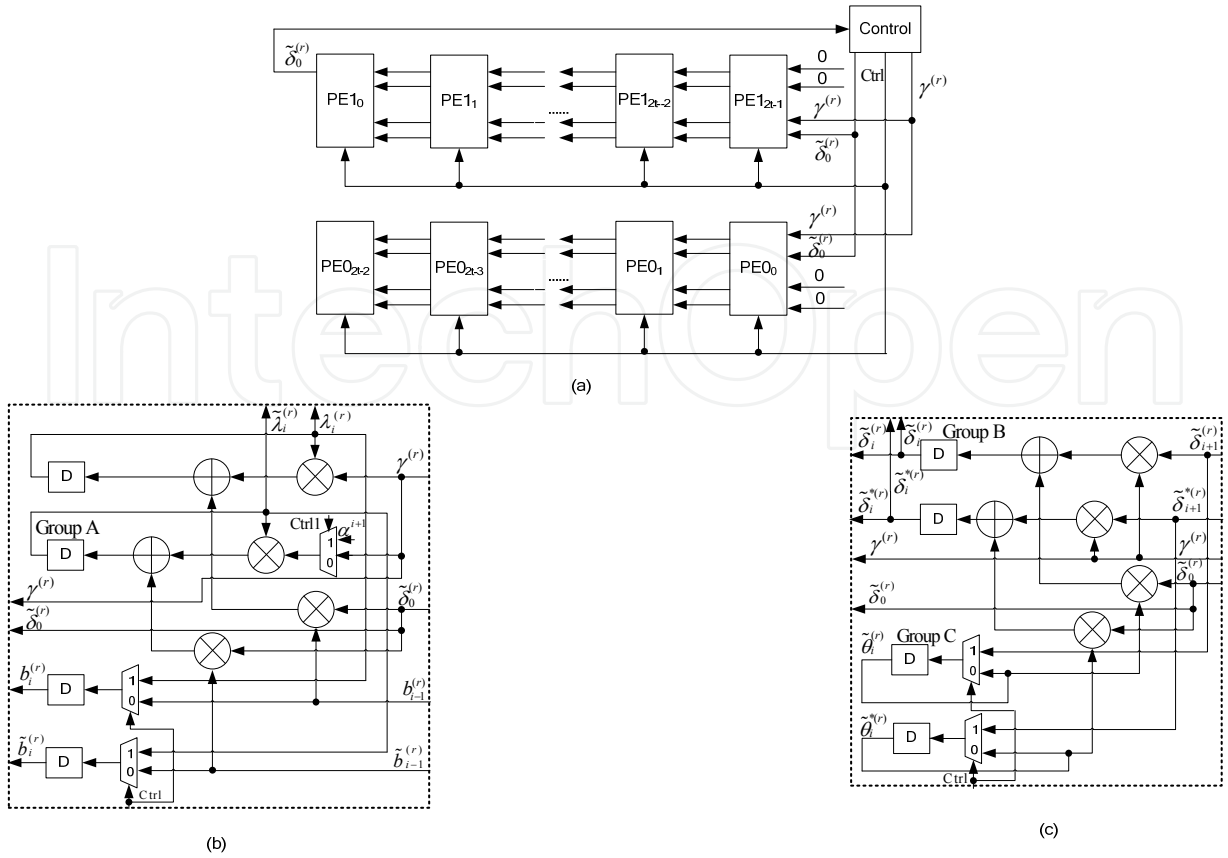 Control
δ̃₀⁽ʳ⁾
Ctrl
0
0
γ⁽ʳ⁾
γ⁽ʳ⁾
δ̃₀⁽ʳ⁾
PE1₀
PE1₁
......
PE1₂ₜ₋₂
PE1₂ₜ₋₁
γ⁽ʳ⁾
δ̃₀⁽ʳ⁾
0
0
PE0₂ₜ₋₂
PE0₂ₜ₋₃
......
PE0₁
PE0₀
IntechOpen
(a)
λ̃ᵢ⁽ʳ⁾
λᵢ⁽ʳ⁾
γ⁽ʳ⁾
D
Ctrl1
αⁱ⁺¹
Group A
D
1
0
γ⁽ʳ⁾
δ̃₀⁽ʳ⁾
δ̃₀⁽ʳ⁾
bᵢ⁽ʳ⁾
D
1
0
bᵢ₋₁⁽ʳ⁾
b̃ᵢ⁽ʳ⁾
D
1
0
b̃ᵢ₋₁⁽ʳ⁾
Ctrl
(b)
δ̃ᵢ⁽ʳ⁾
δ̃ᵢ⁽ʳ⁾
Group B
D
δ̃ᵢ₊₁⁽ʳ⁾
δ̃ᵢ*⁽ʳ⁾
δ̃ᵢ*⁽ʳ⁾
D
δ̃ᵢ₊₁*⁽ʳ⁾
γ⁽ʳ⁾
γ⁽ʳ⁾
δ̃₀⁽ʳ⁾
δ̃₀⁽ʳ⁾
θ̃ᵢ⁽ʳ⁾
Group C
D
1
0
θ̃ᵢ*⁽ʳ⁾
D
1
0
Ctrl
(c)